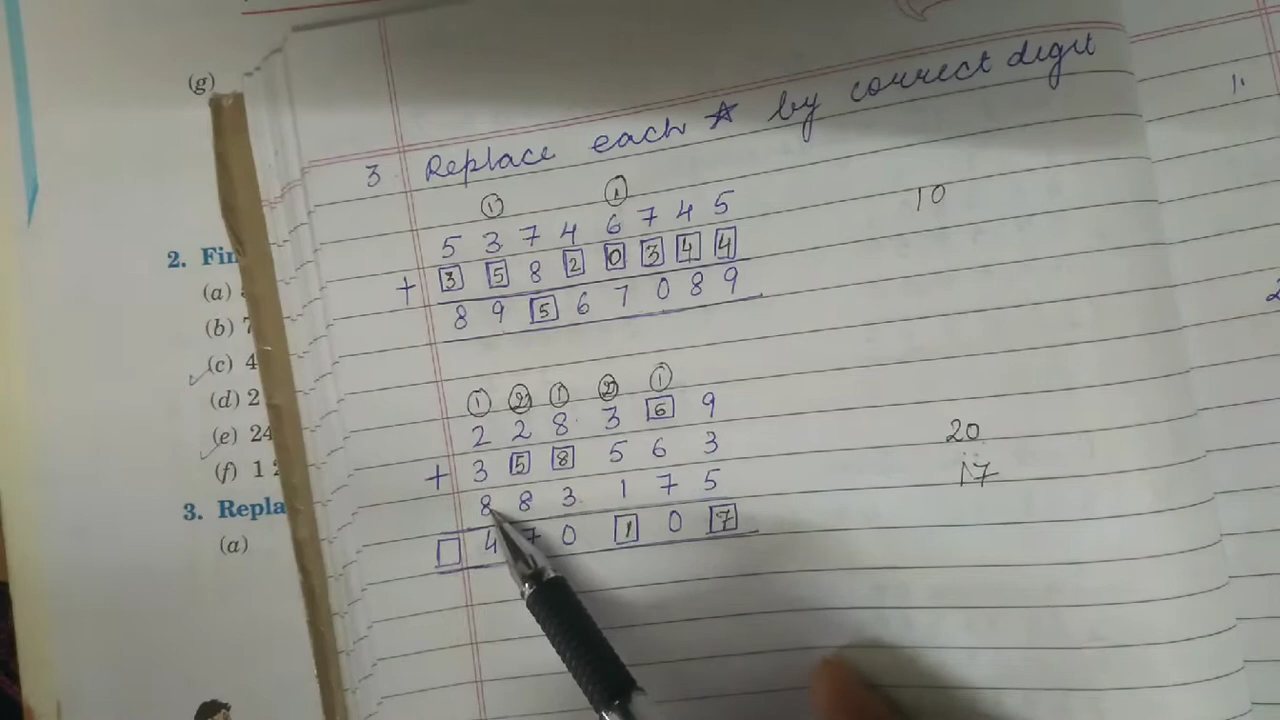 (g)
3 Replace each ☆ by correct digit
① ①
5 3 7 4 6 7 4 5
+ 3 5 8 2 0 3 4 4
8 9 5 6 7 0 8 9
10
① ② ① ② ①
2 2 8 3 6 9
+ 3 5 8 5 6 3
8 8 3 1 7 5
4 7 0 1 0 7
20
17
1.
2. Fin
(a)
(b) 7
(c) 4
(d) 2
(e) 24
(f) 1
3. Repla
(a)